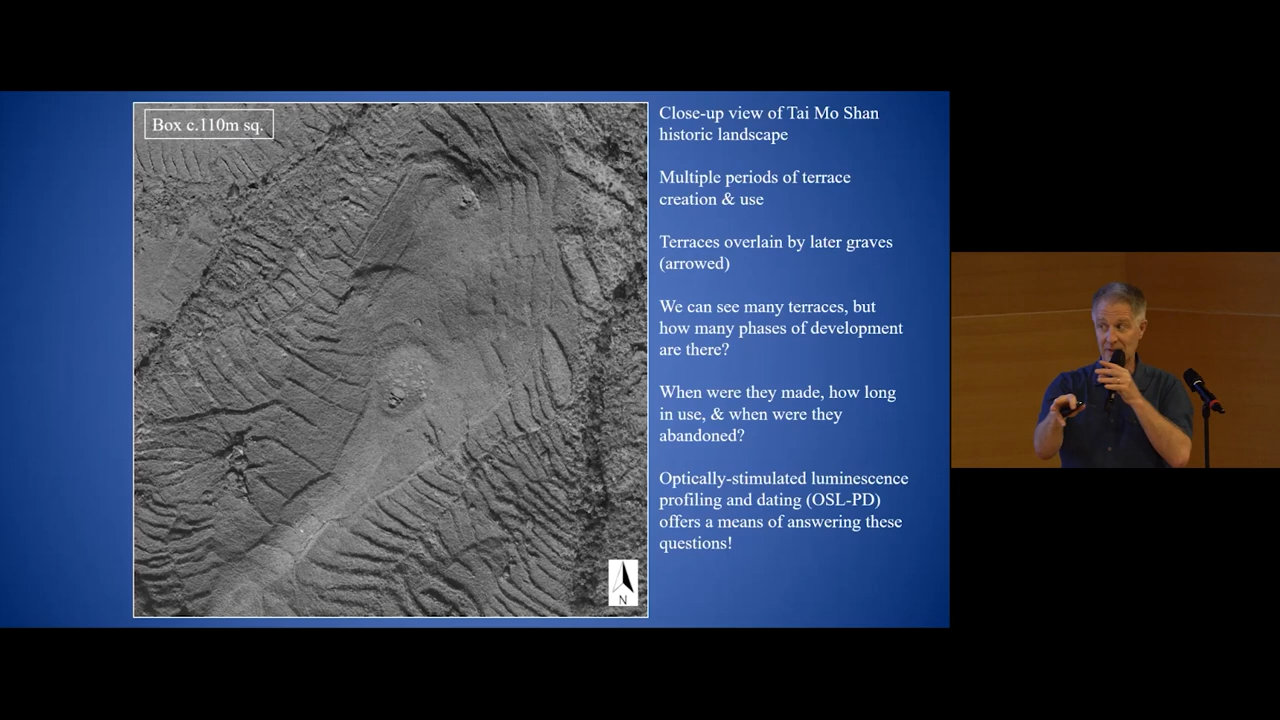 Box c.110m sq.
Close-up view of Tai Mo Shan
historic landscape
Multiple periods of terrace
creation & use
Terraces overlain by later graves
(arrowed)
We can see many terraces, but
how many phases of development
are there?
When were they made, how long
in use, & when were they
abandoned?
Optically-stimulated luminescence
profiling and dating (OSL-PD)
offers a means of answering these
questions!
N